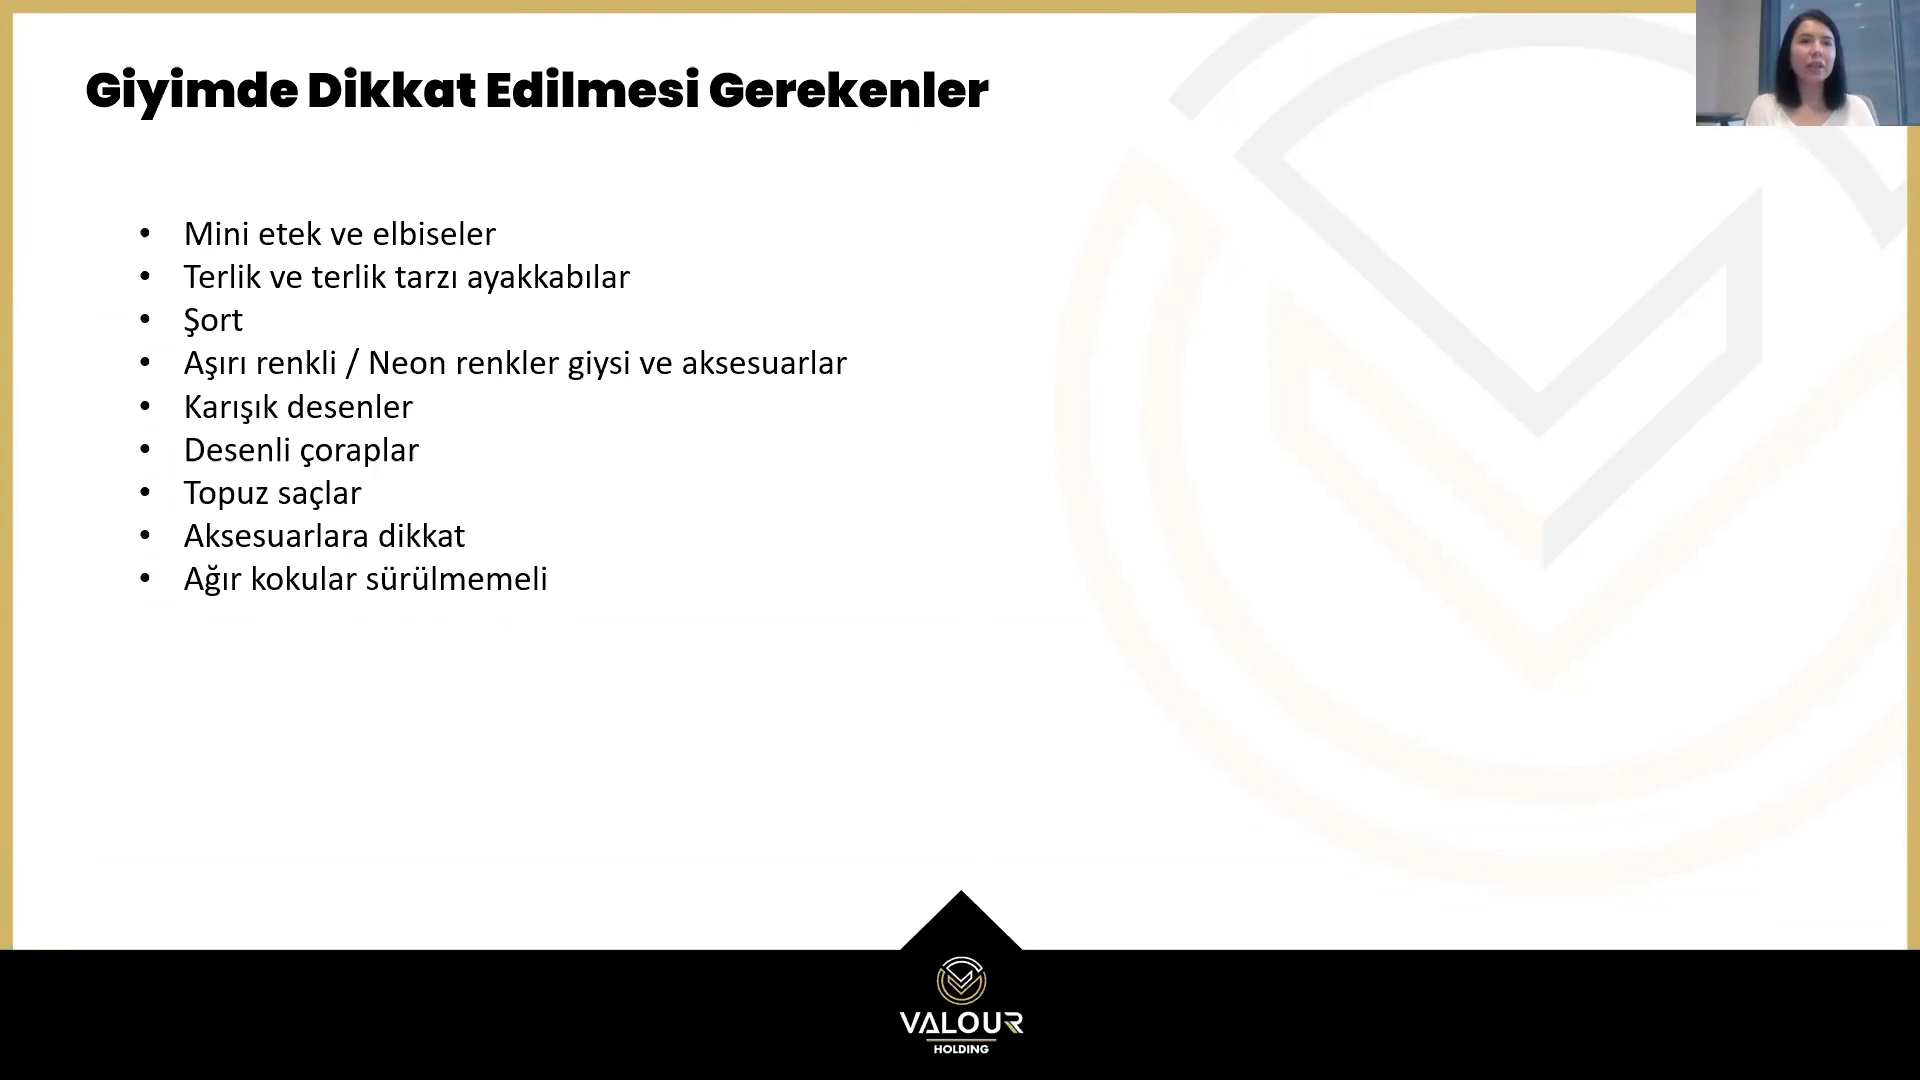 Giyimde Dikkat Edilmesi Gerekenler
• Mini etek ve elbiseler
• Terlik ve terlik tarzı ayakkabılar
• Şort
• Aşırı renkli / Neon renkler giysi ve aksesuarlar
• Karışık desenler
• Desenli çoraplar
• Topuz saçlar
• Aksesuarlara dikkat
• Ağır kokular sürülmemeli
VALOUR
HOLDING